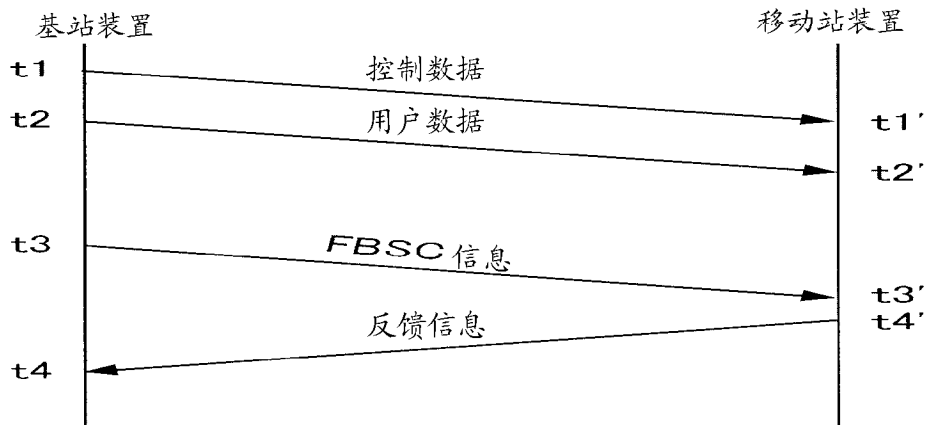 基站装置
移动站装置
t1
控制数据
t2
用户数据
t1'
t2'
t3
FBSC信息
t3'
反馈信息
t4'
t4